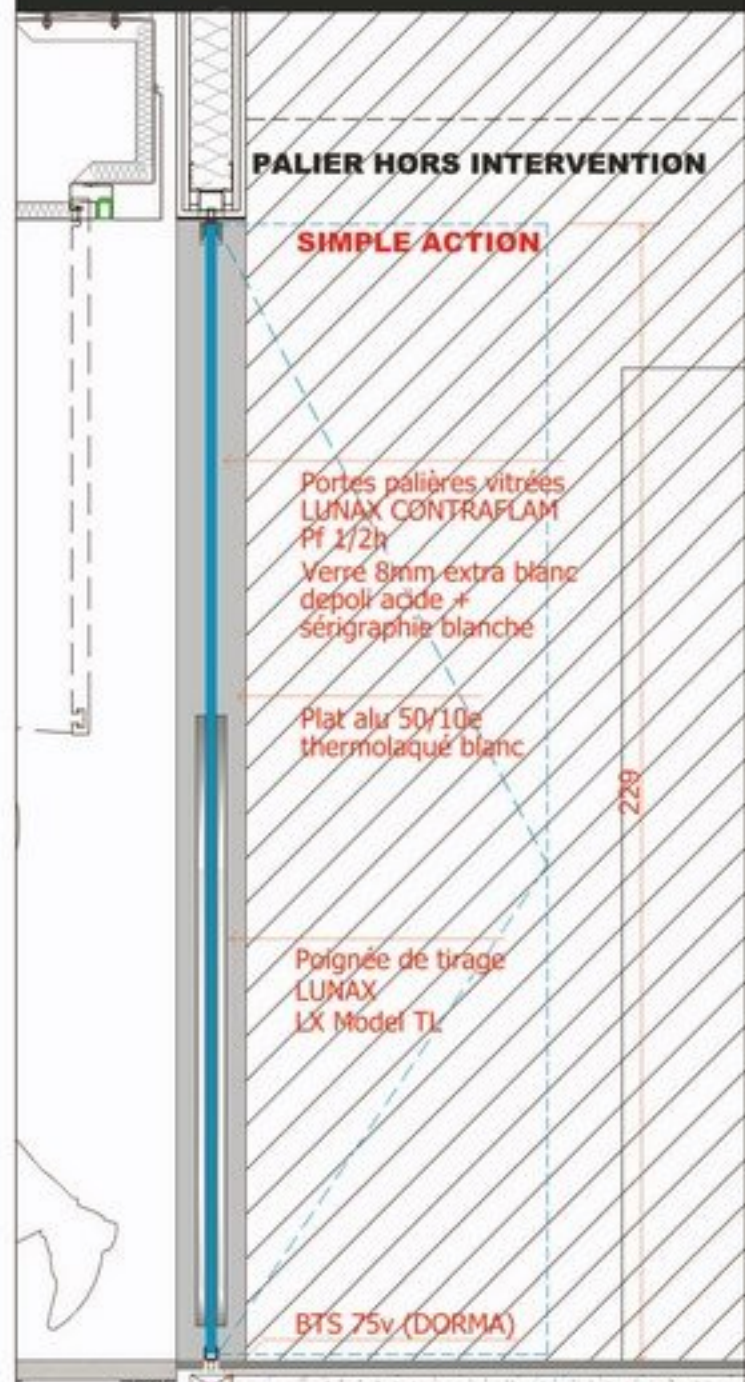 PALIER HORS INTERVENTION
SIMPLE ACTION
Portes palières vitrées
LUNAX CONTRAFLAM
Pf 1/2h
Verre 8mm extra blanc
depoli acide +
sérigraphie blanche
Plat alu 50/10e
thermolaqué blanc
229
Poignée de tirage
LUNAX
LX Model TL
BTS 75v (DORMA)